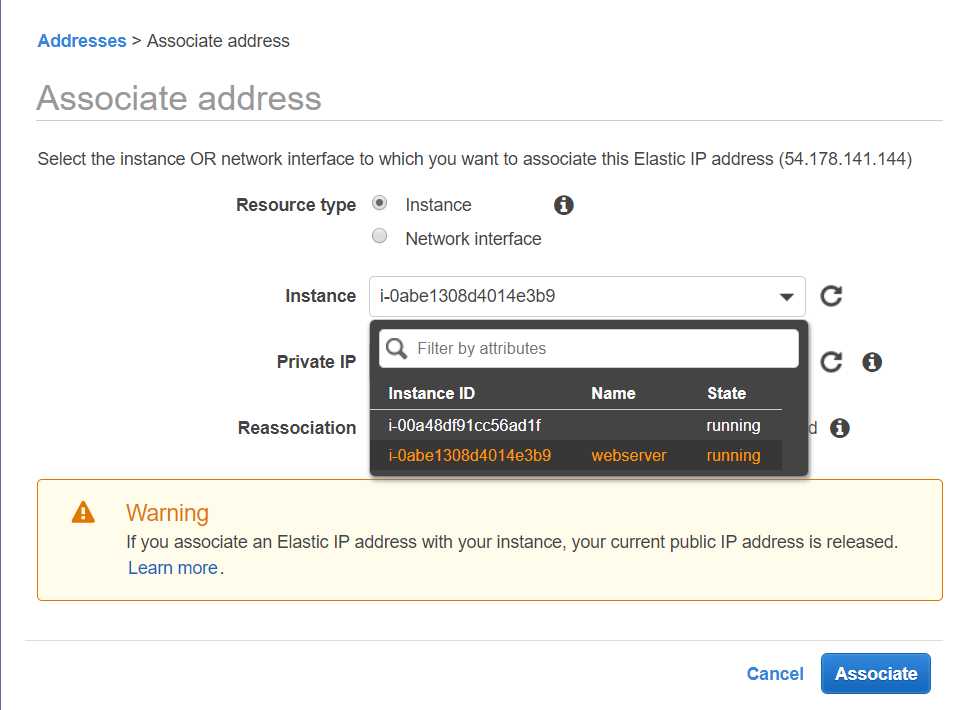 Addresses > Associate address
Associate address
Select the instance OR network interface to which you want to associate this Elastic IP address (54.178.141.144)
Resource type
Instance
Network interface
Instance
i-0abe1308d4014e3b9
Filter by attributes
Private IP
Instance ID Name State
i-00a48df91cc56ad1f running
Reassociation
i-0abe1308d4014e3b9 webserver running
Warning
If you associate an Elastic IP address with your instance, your current public IP address is released.
Learn more.
Cancel Associate